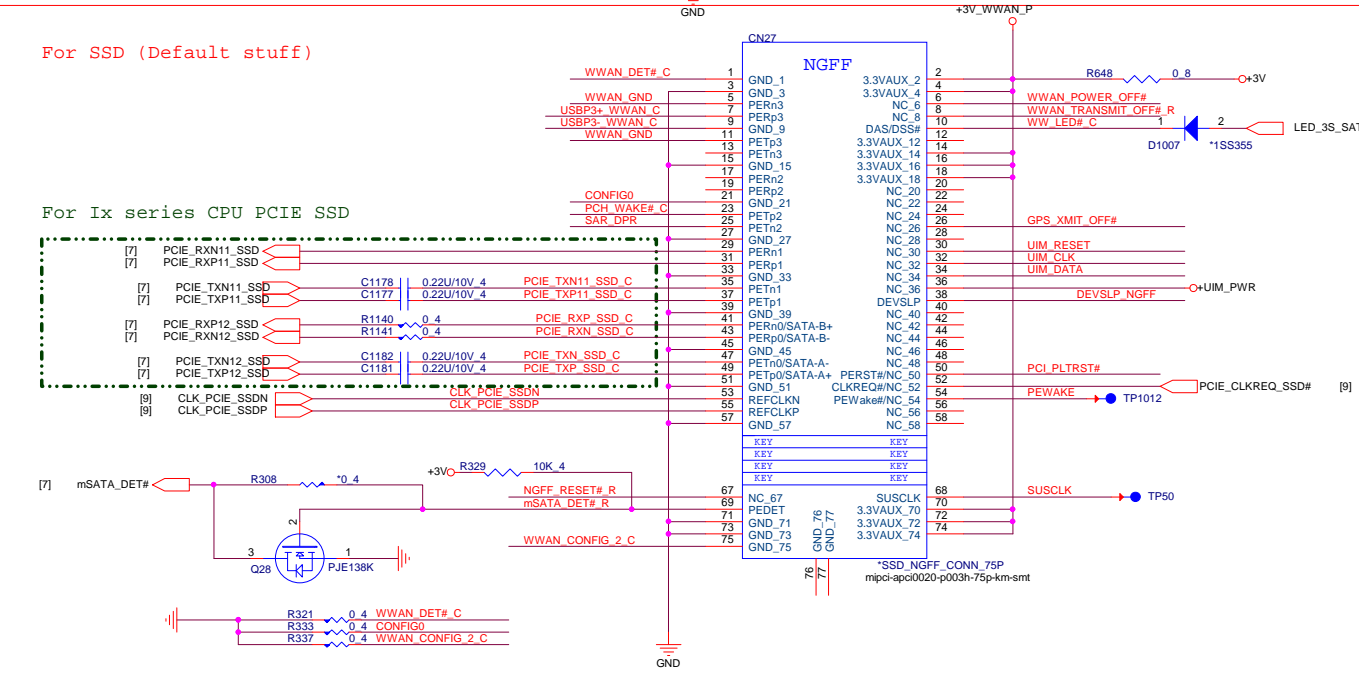 GND
+3V_WWAN_P
For SSD (Default stuff)
CN27
NGFF
WWAN_DET#_C 1 GND_1 3.3VAUX_2 2 R648 0_8 +3V
3 GND_3 3.3VAUX_4 4
WWAN_GND 5 PERn3 NC_6 6 WWAN_POWER_OFF#
USBP3+_WWAN_C 7 PERp3 NC_8 8 WWAN_TRANSMIT_OFF#_R
USBP3-_WWAN_C 9 GND_9 DAS/DSS# 10 WW_LED#_C 1 2 LED_3S_SAT
WWAN_GND 11 PETp3 3.3VAUX_12 12 D1007 *1SS355
13 PETn3 3.3VAUX_14 14
15 GND_15 3.3VAUX_16 16
17 PERn2 3.3VAUX_18 18
19 PERp2 NC_20 20
CONFIG0 21 GND_21 NC_22 22
For Ix series CPU PCIE SSD
PCH_WAKE#_C 23 PETp2 NC_24 24
SAR_DPR 25 PETn2 NC_26 26 GPS_XMIT_OFF#
27 GND_27 NC_28 28
[7] PCIE_RXN11_SSD 29 PERn1 NC_30 30 UIM_RESET
[7] PCIE_RXP11_SSD 31 PERp1 NC_32 32 UIM_CLK
33 GND_33 NC_34 34 UIM_DATA
[7] PCIE_TXN11_SSD C1178 0.22U/10V_4 PCIE_TXN11_SSD_C 35 PETn1 NC_36 36 +UIM_PWR
[7] PCIE_TXP11_SSD C1177 0.22U/10V_4 PCIE_TXP11_SSD_C 37 PETp1 DEVSLP 38 DEVSLP_NGFF
39 GND_39 NC_40 40
[7] PCIE_RXP12_SSD R1140 0_4 PCIE_RXP_SSD_C 41 PERn0/SATA-B+ NC_42 42
[7] PCIE_RXN12_SSD R1141 0_4 PCIE_RXN_SSD_C 43 PERp0/SATA-B- NC_44 44
45 GND_45 NC_46 46
[7] PCIE_TXN12_SSD C1182 0.22U/10V_4 PCIE_TXN_SSD_C 47 PETn0/SATA-A- NC_48 48
[7] PCIE_TXP12_SSD C1181 0.22U/10V_4 PCIE_TXP_SSD_C 49 PETp0/SATA-A+ PERST#/NC_50 50 PCI_PLTRST#
51 GND_51 CLKREQ#/NC_52 52 PCIE_CLKREQ_SSD# [9]
[9] CLK_PCIE_SSDN CLK_PCIE_SSDN 53 REFCLKN PEWake#/NC_54 54 PEWAKE TP1012
[9] CLK_PCIE_SSDP CLK_PCIE_SSDP 55 REFCLKP NC_56 56
57 GND_57 NC_58 58
KEY KEY
KEY KEY
KEY KEY
KEY KEY
+3V R329 10K_4
[7] mSATA_DET# R308 *0_4
NGFF_RESET#_R 67 NC_67 SUSCLK 68 SUSCLK TP50
mSATA_DET#_R 69 PEDET 3.3VAUX_70 70
71 GND_71 3.3VAUX_72 72
73 GND_73 3.3VAUX_74 74
WWAN_CONFIG_2_C 75 GND_75
GND_76
GND_77
76
77
2
3 1
Q28 PJE138K
*SSD_NGFF_CONN_75P
mipci-apci0020-p003h-75p-km-smt
R321 0_4 WWAN_DET#_C
R333 0_4 CONFIG0
R337 0_4 WWAN_CONFIG_2_C
GND